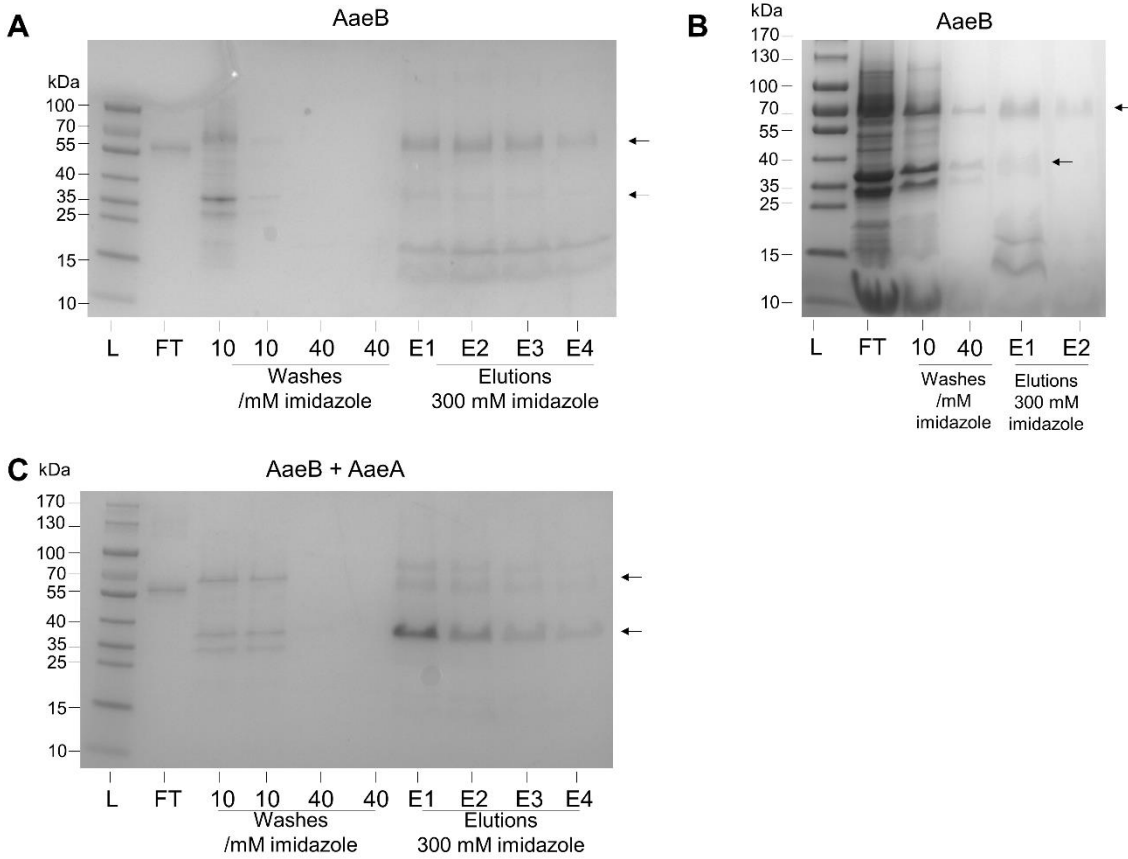 A
AaeB
kDa
100
70
55
40
35
25
15
10
L FT 10 10 40 40 E1 E2 E3 E4
Washes
/mM imidazole
Elutions
300 mM imidazole
B
AaeB
kDa
170
130
100
70
55
40
35
25
15
10
L FT 10 40 E1 E2
Washes
/mM
imidazole
Elutions
300 mM
imidazole
C
AaeB + AaeA
kDa
170
130
100
70
55
40
35
25
15
10
L FT 10 10 40 40 E1 E2 E3 E4
Washes
/mM imidazole
Elutions
300 mM imidazole